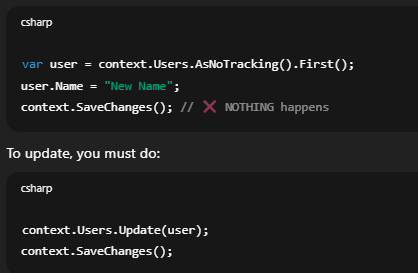 csharp
var user = context.Users.AsNoTracking().First();
user.Name = "New Name";
context.SaveChanges(); // ❌ NOTHING happens
To update, you must do:
csharp
context.Users.Update(user);
context.SaveChanges();